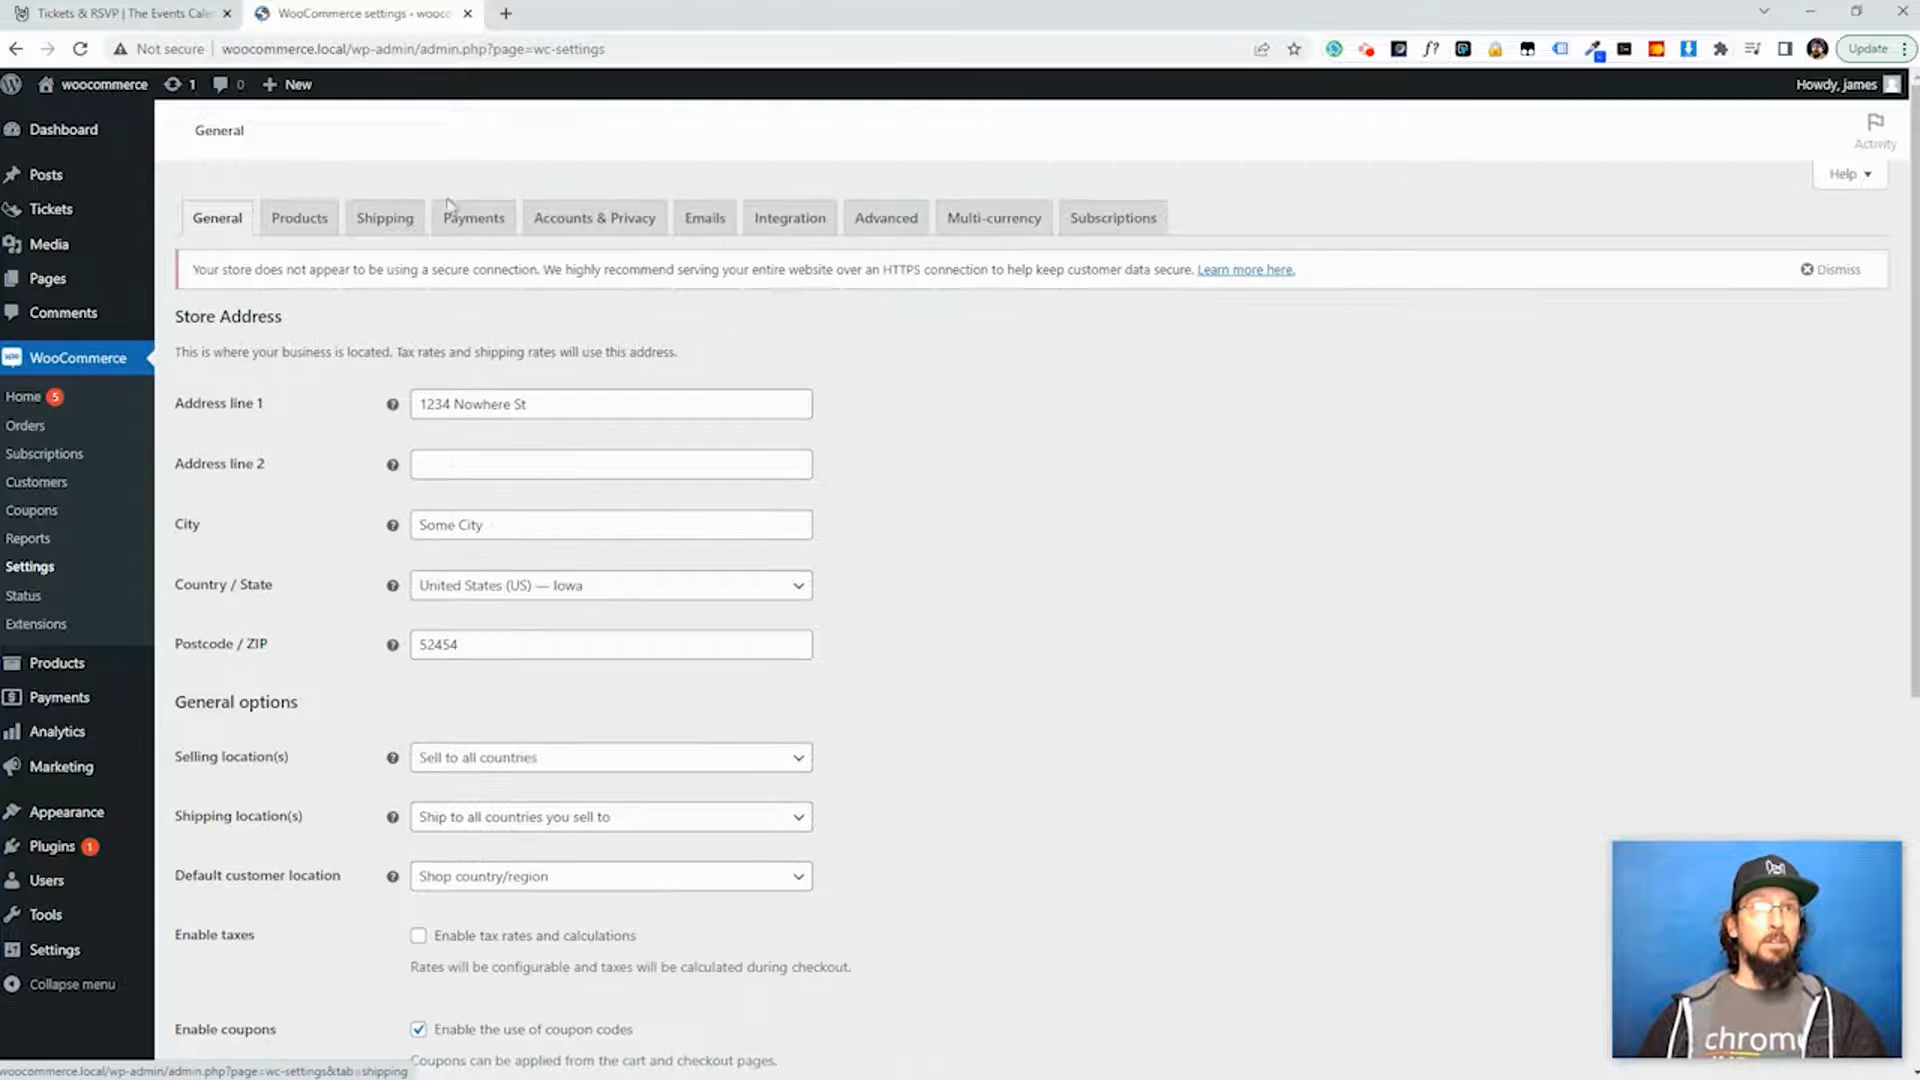 Tickets & RSVP | The Events Cale
WooCommerce settings ‹ wooco
Not secure
woocommerce.local/wp-admin/admin.php?page=wc-settings
Update
woocommerce
1
0
New
Howdy, james
Dashboard
Posts
Tickets
Media
Pages
Comments
WooCommerce
Home 5
Orders
Subscriptions
Customers
Coupons
Reports
Settings
Status
Extensions
Products
Payments
Analytics
Marketing
Appearance
Plugins 1
Users
Tools
Settings
Collapse menu
General
Activity
Help
General
Products
Shipping
Payments
Accounts & Privacy
Emails
Integration
Advanced
Multi-currency
Subscriptions
Your store does not appear to be using a secure connection. We highly recommend serving your entire website over an HTTPS connection to help keep customer data secure. Learn more here.
Dismiss
Store Address
This is where your business is located. Tax rates and shipping rates will use this address.
Address line 1
1234 Nowhere St
Address line 2
City
Some City
Country / State
United States (US) — Iowa
Postcode / ZIP
52454
General options
Selling location(s)
Sell to all countries
Shipping location(s)
Ship to all countries you sell to
Default customer location
Shop country/region
Enable taxes
Enable tax rates and calculations
Rates will be configurable and taxes will be calculated during checkout.
Enable coupons
Enable the use of coupon codes
Coupons can be applied from the cart and checkout pages.
woocommerce.local/wp-admin/admin.php?page=wc-settings&tab=shipping
chrom